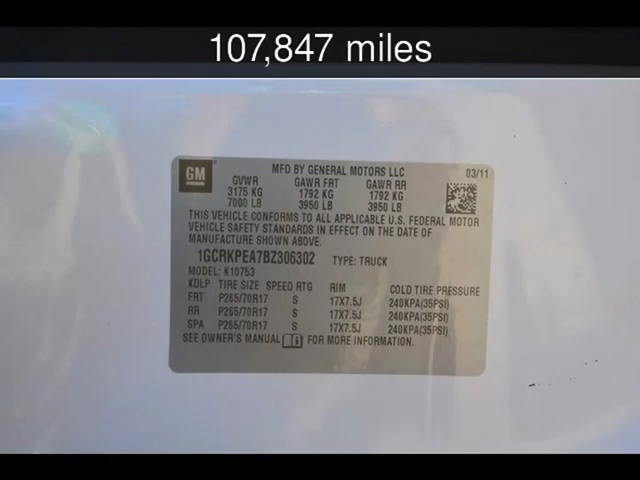 107,847 miles
GM
MFD BY GENERAL MOTORS LLC 03/11
GVWR GAWR FRT GAWR RR
3175 KG 1792 KG 1792 KG
7000 LB 3950 LB 3950 LB
THIS VEHICLE CONFORMS TO ALL APPLICABLE U.S. FEDERAL MOTOR
VEHICLE SAFETY STANDARDS IN EFFECT ON THE DATE OF
MANUFACTURE SHOWN ABOVE.
1GCRKPEA7BZ306302 TYPE: TRUCK
MODEL: K10753
KDLP TIRE SIZE SPEED RTG RIM COLD TIRE PRESSURE
FRT P265/70R17 S 17X7.5J 240KPA(35PSI)
RR P265/70R17 S 17X7.5J 240KPA(35PSI)
SPA P265/70R17 S 17X7.5J 240KPA(35PSI)
SEE OWNER'S MANUAL FOR MORE INFORMATION.